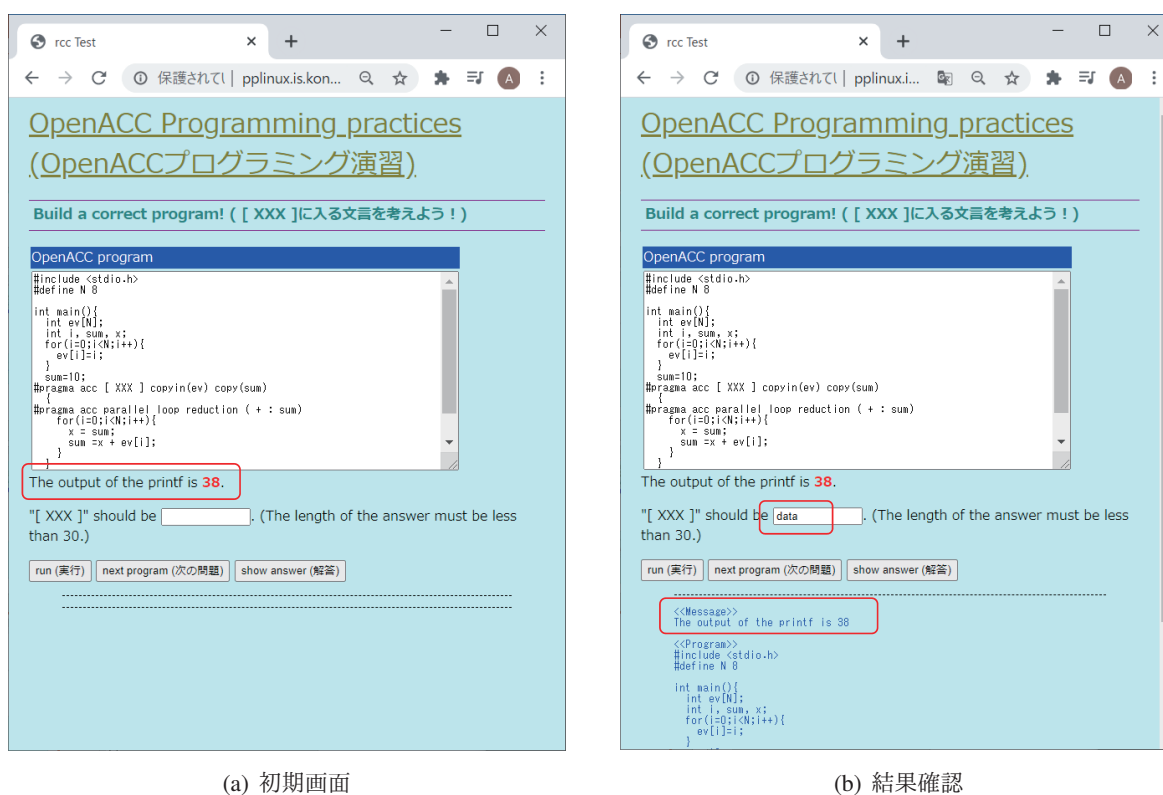 rcc Test
保護されてい | pplinux.is.kon...
A
OpenACC Programming practices
(OpenACCプログラミング演習)
Build a correct program! ( [ XXX ]に入る文言を考えよう！)
OpenACC program
#include <stdio.h>
#define N 8
int main(){
int ev[N];
int i, sum, x;
for(i=0;i<N;i++){
ev[i]=i;
}
sum=10;
#pragma acc [ XXX ] copyin(ev) copy(sum)
{
#pragma acc parallel loop reduction ( + : sum)
for(i=0;i<N;i++){
x = sum;
sum =x + ev[i];
}
}
The output of the printf is 38.
"[ XXX ]" should be . (The length of the answer must be less
than 30.)
run (実行) next program (次の問題) show answer (解答)
(a) 初期画面
rcc Test
保護されてい | pplinux.i...
A
OpenACC Programming practices
(OpenACCプログラミング演習)
Build a correct program! ( [ XXX ]に入る文言を考えよう！)
OpenACC program
#include <stdio.h>
#define N 8
int main(){
int ev[N];
int i, sum, x;
for(i=0;i<N;i++){
ev[i]=i;
}
sum=10;
#pragma acc [ XXX ] copyin(ev) copy(sum)
{
#pragma acc parallel loop reduction ( + : sum)
for(i=0;i<N;i++){
x = sum;
sum =x + ev[i];
}
}
The output of the printf is 38.
"[ XXX ]" should be data . (The length of the answer must be less
than 30.)
run (実行) next program (次の問題) show answer (解答)
<<Message>>
The output of the printf is 38
<<Program>>
#include <stdio.h>
#define N 8
int main(){
int ev[N];
int i, sum, x;
for(i=0;i<N;i++){
ev[i]=i;
}
(b) 結果確認